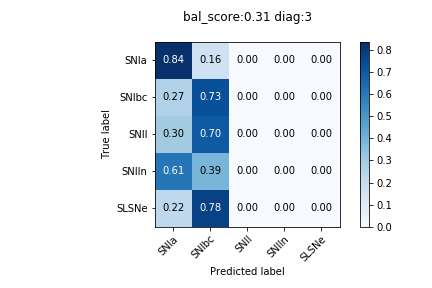 bal_score:0.31 diag:3
True label
SNIa 0.84 0.16 0.00 0.00 0.00
SNIbc 0.27 0.73 0.00 0.00 0.00
SNII 0.30 0.70 0.00 0.00 0.00
SNIIn 0.61 0.39 0.00 0.00 0.00
SLSNe 0.22 0.78 0.00 0.00 0.00
SNIa SNIbc SNII SNIIn SLSNe
Predicted label
0.8
0.7
0.6
0.5
0.4
0.3
0.2
0.1
0.0